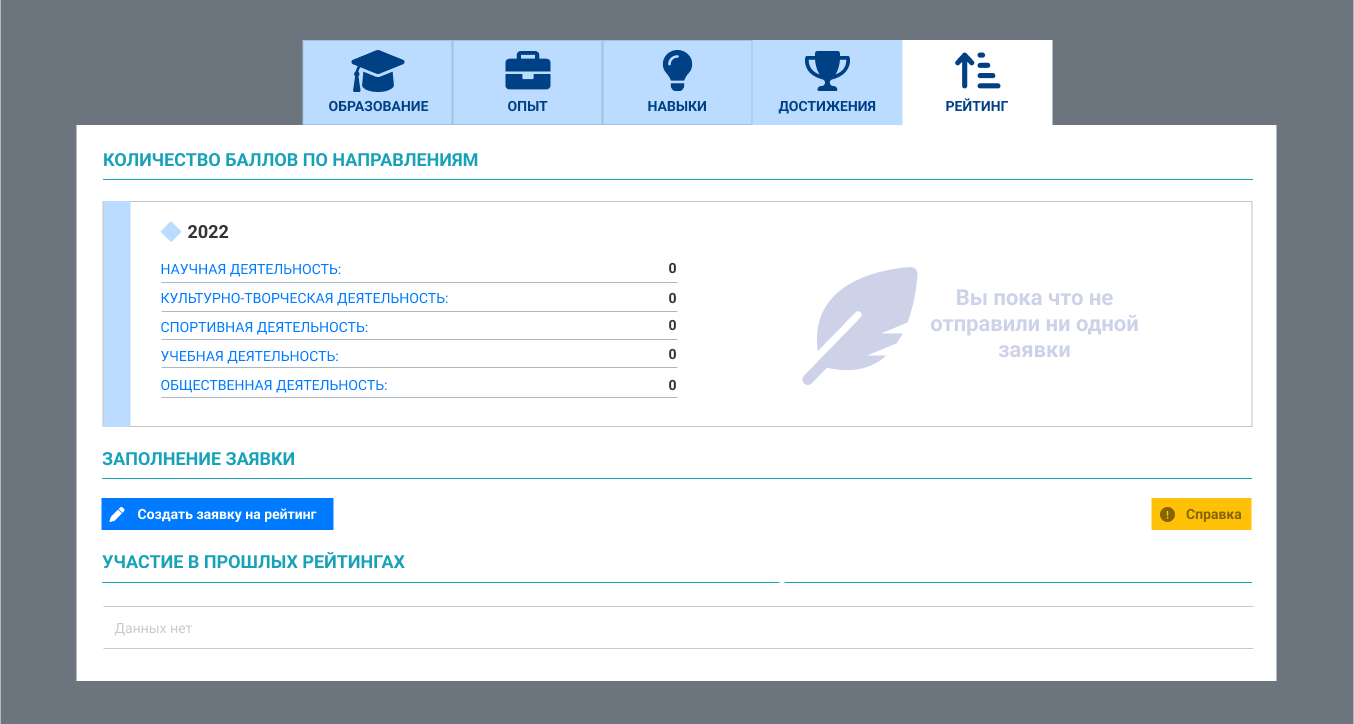 ОБРАЗОВАНИЕ
ОПЫТ
НАВЫКИ
ДОСТИЖЕНИЯ
РЕЙТИНГ
КОЛИЧЕСТВО БАЛЛОВ ПО НАПРАВЛЕНИЯМ
2022
НАУЧНАЯ ДЕЯТЕЛЬНОСТЬ: 0
КУЛЬТУРНО-ТВОРЧЕСКАЯ ДЕЯТЕЛЬНОСТЬ: 0
СПОРТИВНАЯ ДЕЯТЕЛЬНОСТЬ: 0
УЧЕБНАЯ ДЕЯТЕЛЬНОСТЬ: 0
ОБЩЕСТВЕННАЯ ДЕЯТЕЛЬНОСТЬ: 0
Вы пока что не
отправили ни одной
заявки
ЗАПОЛНЕНИЕ ЗАЯВКИ
Создать заявку на рейтинг
Справка
УЧАСТИЕ В ПРОШЛЫХ РЕЙТИНГАХ
Данных нет